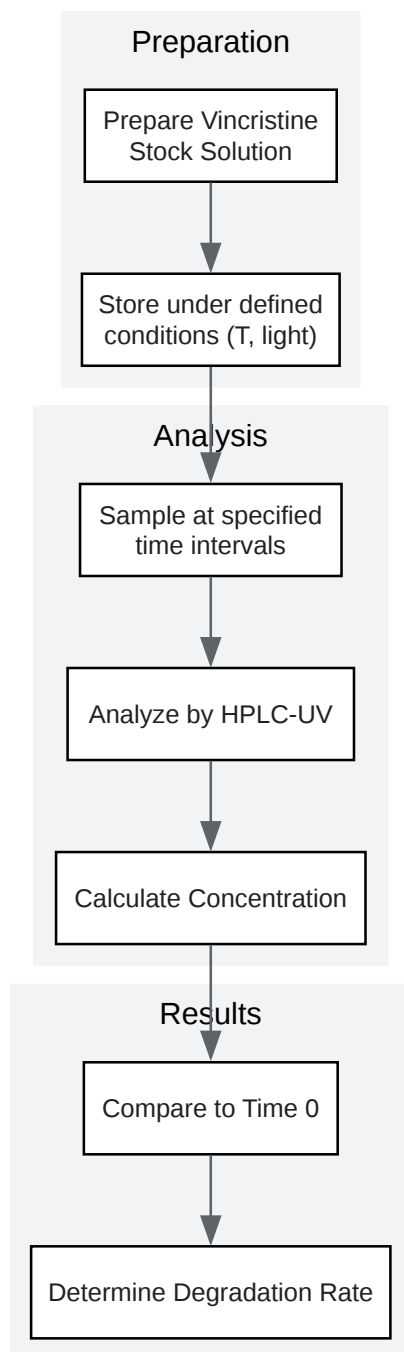 Preparation
Prepare Vincristine
Stock Solution
Store under defined
conditions (T, light)
Analysis
Sample at specified
time intervals
Analyze by HPLC-UV
Calculate Concentration
Results
Compare to Time 0
Determine Degradation Rate